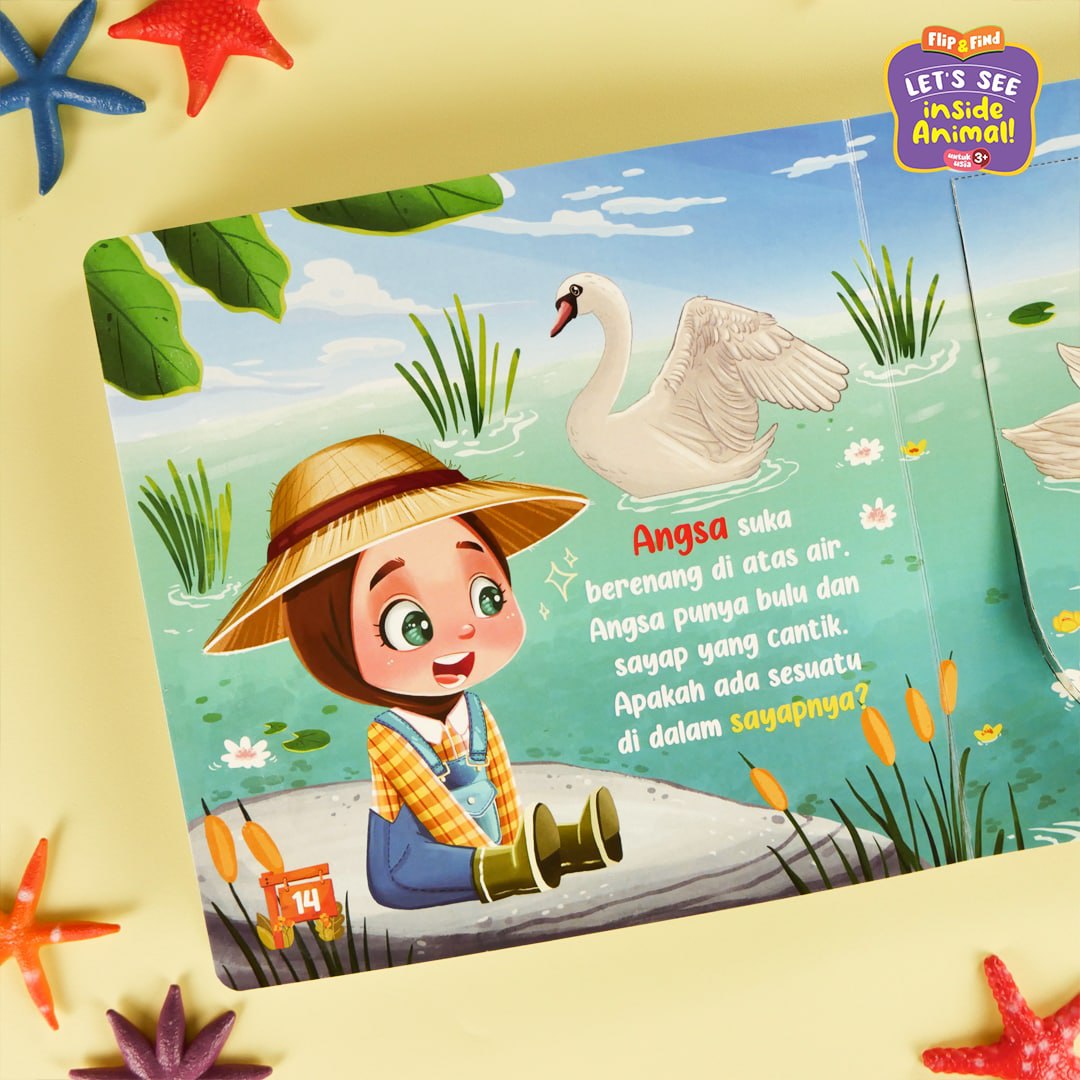 Flip & Find
LET'S SEE
inside
Animal!
untuk
usia 3+
Angsa suka
berenang di atas air.
Angsa punya bulu dan
sayap yang cantik.
Apakah ada sesuatu
di dalam sayapnya?
14